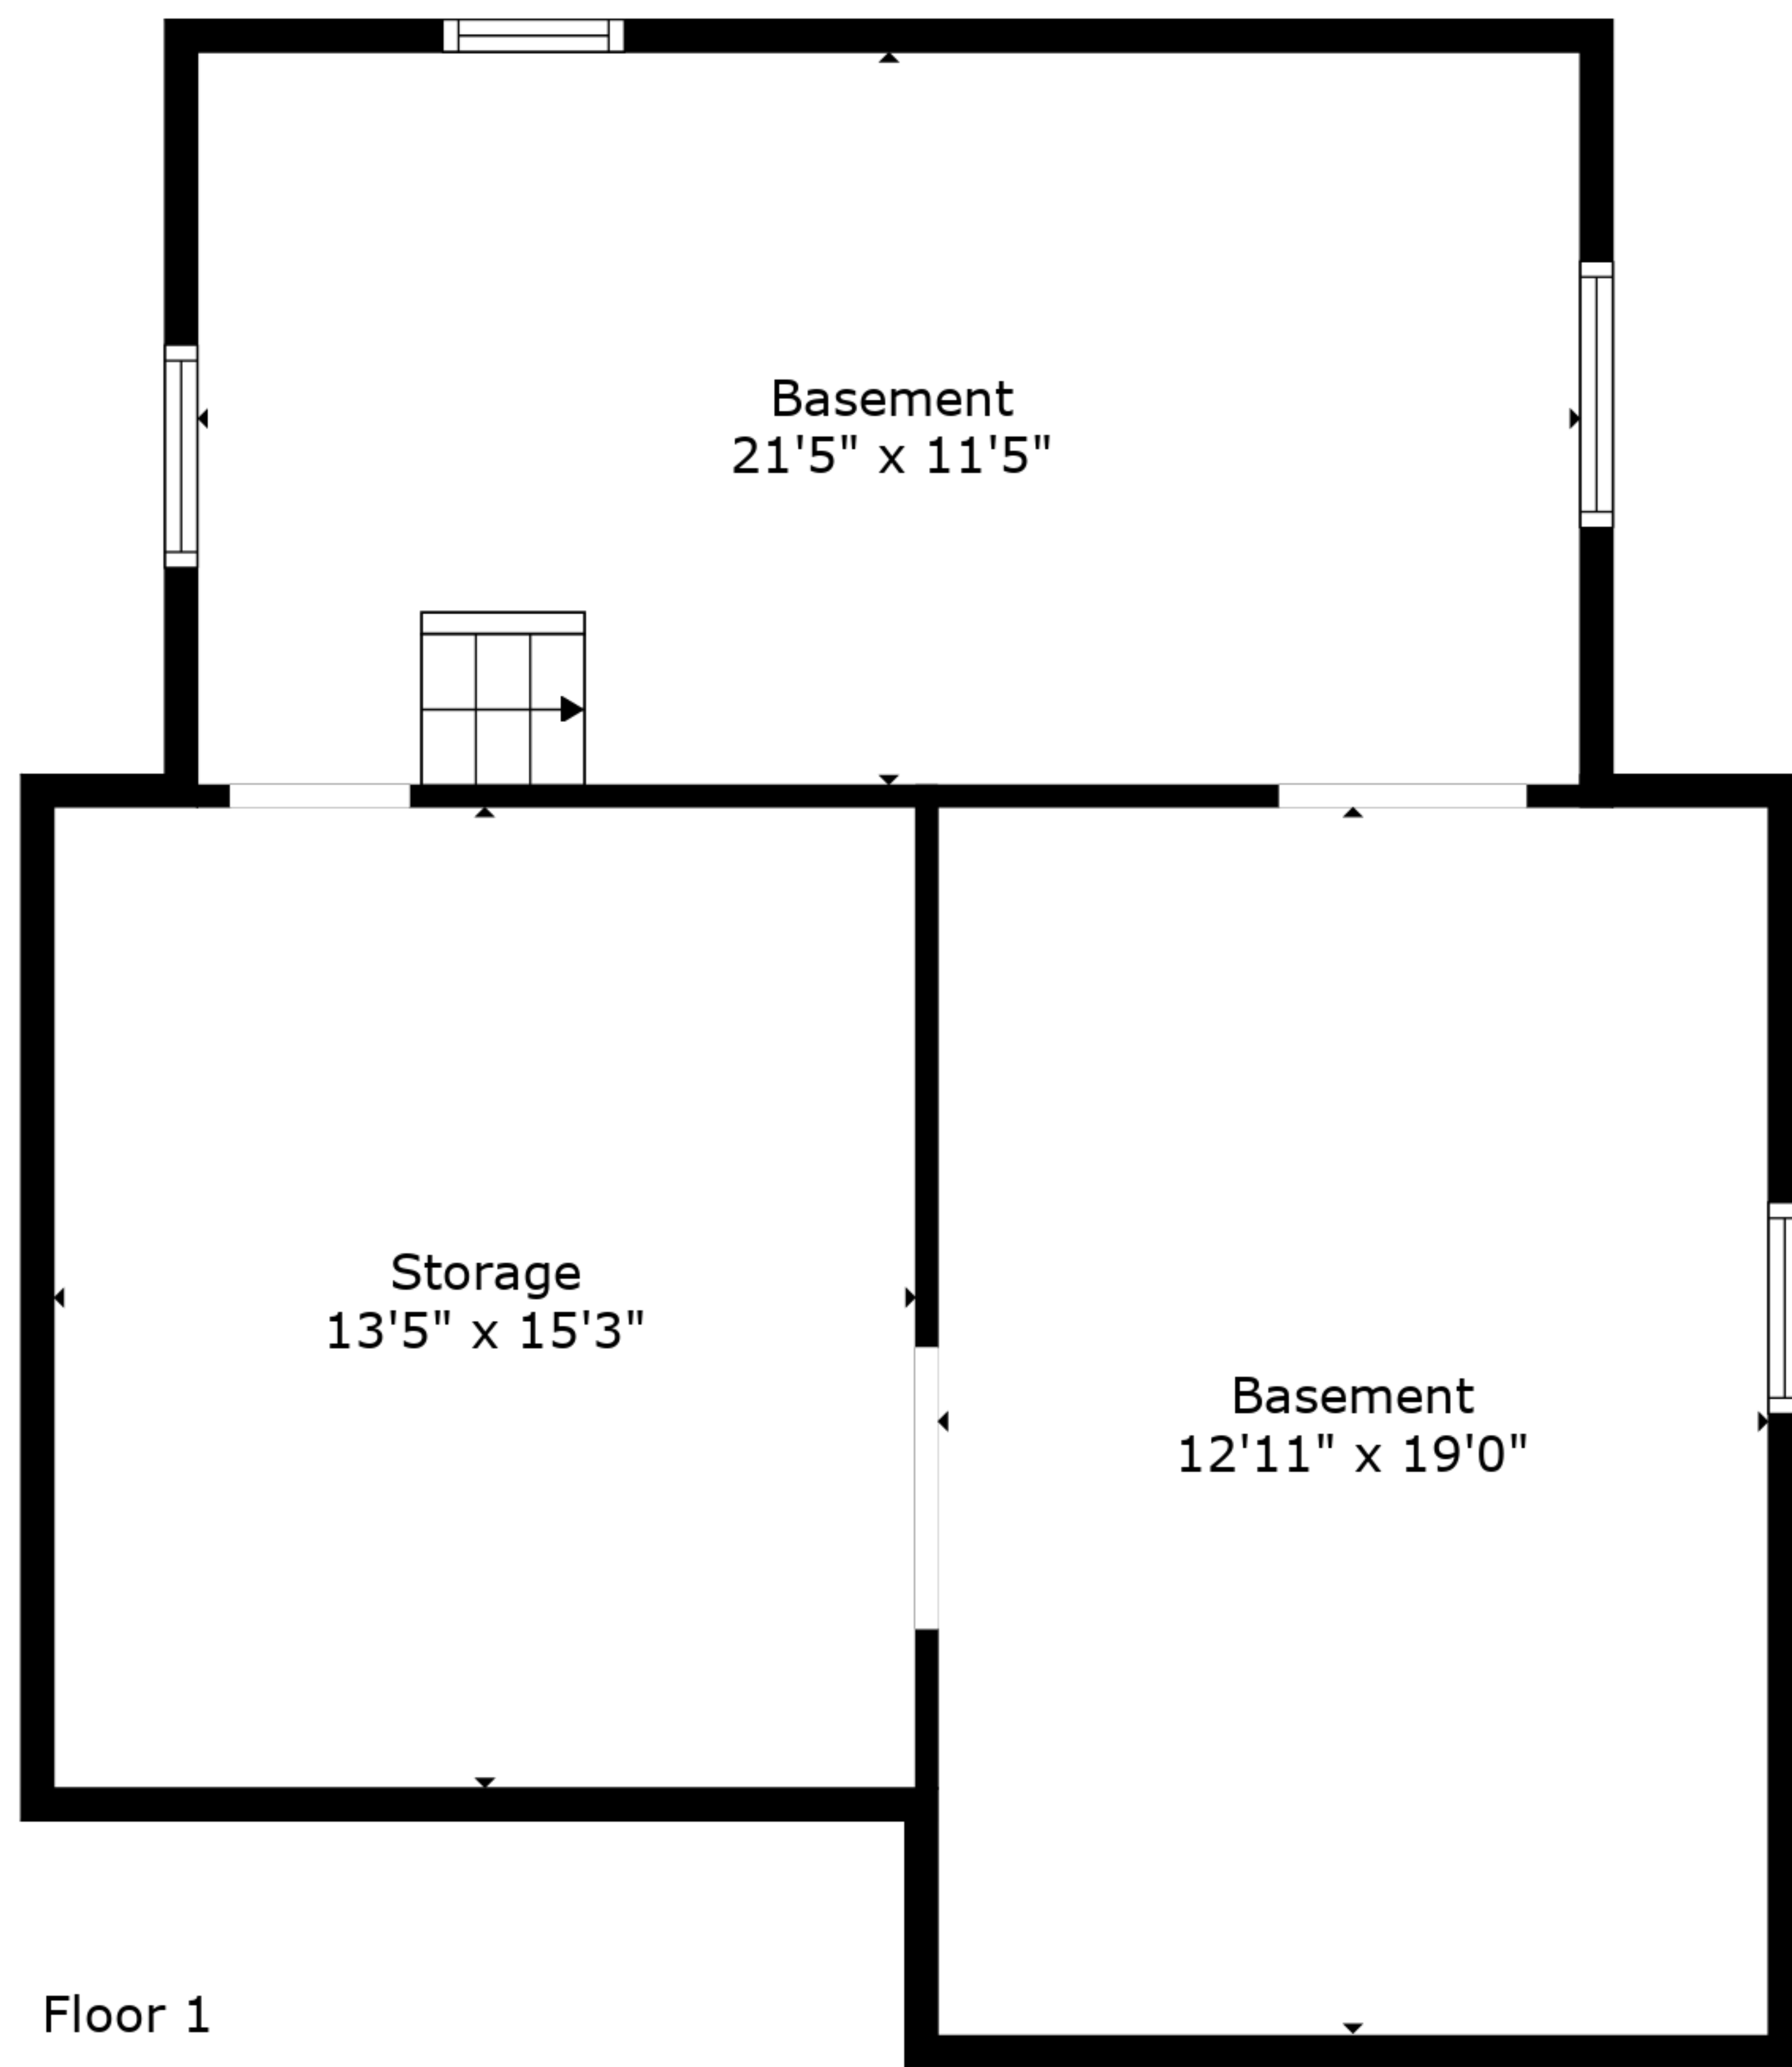 Basement
21'5" x 11'5"
Storage
13'5" x 15'3"
Basement
12'11" x 19'0"
Floor 1